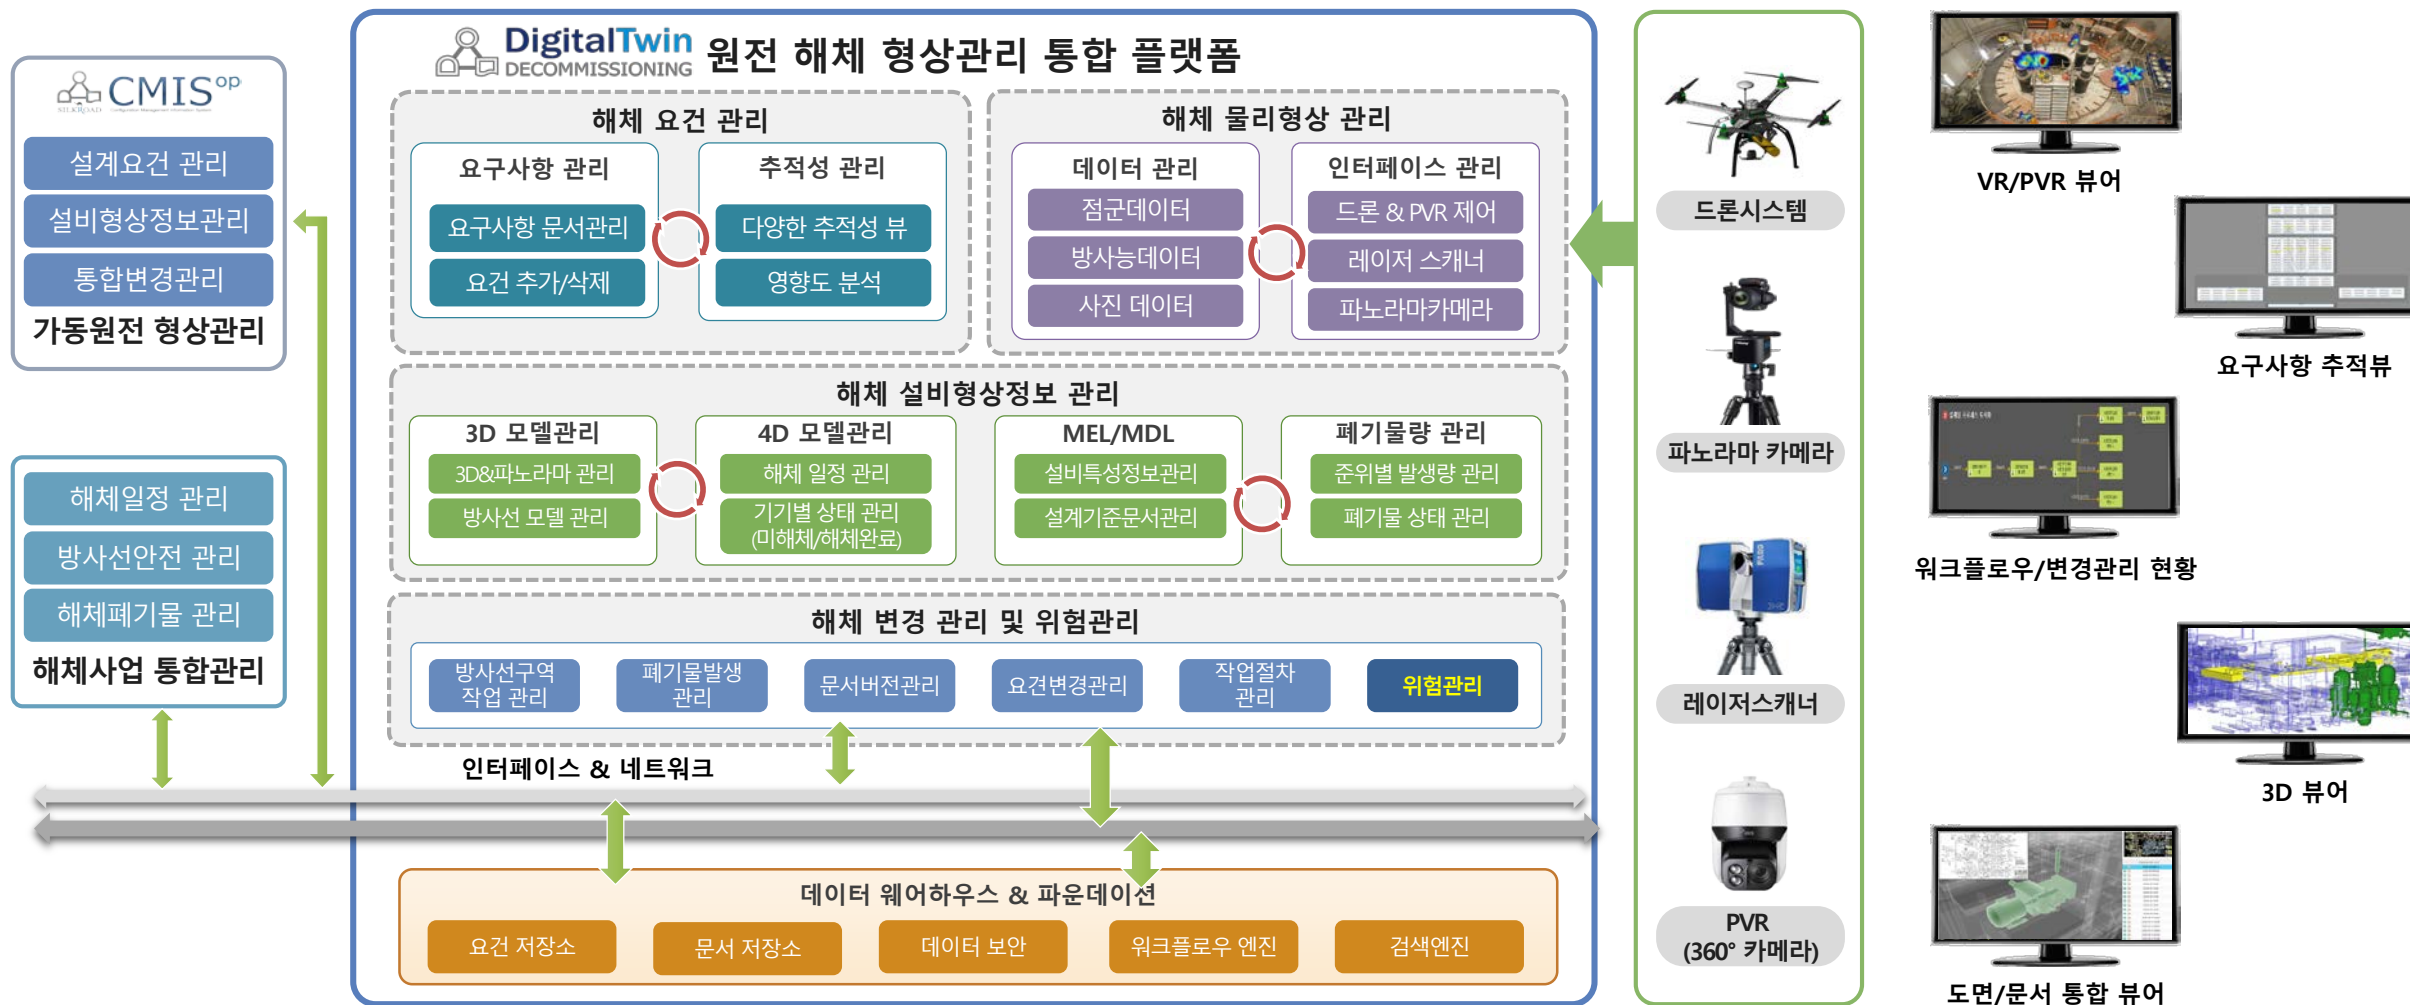 CMIS op
SILKROAD
Configuration Management Information System
설계요건 관리
설비형상정보관리
통합변경관리
가동원전 형상관리
해체일정 관리
방사선안전 관리
해체폐기물 관리
해체사업 통합관리
DigitalTwin
DECOMMISSIONING
원전 해체 형상관리 통합 플랫폼
해체 요건 관리
요구사항 관리
요구사항 문서관리
요건 추가/삭제
추적성 관리
다양한 추적성 뷰
영향도 분석
해체 물리형상 관리
데이터 관리
점군데이터
방사능데이터
사진 데이터
인터페이스 관리
드론 & PVR 제어
레이저 스캐너
파노라마카메라
해체 설비형상정보 관리
3D 모델관리
3D&파노라마 관리
방사선 모델 관리
4D 모델관리
해체 일정 관리
기기별 상태 관리
(미해체/해체완료)
MEL/MDL
설비특성정보관리
설계기준문서관리
폐기물량 관리
준위별 발생량 관리
폐기물 상태 관리
해체 변경 관리 및 위험관리
방사선구역
작업 관리
폐기물발생
관리
문서버전관리
요견변경관리
작업절차
관리
위험관리
인터페이스 & 네트워크
데이터 웨어하우스 & 파운데이션
요건 저장소
문서 저장소
데이터 보안
워크플로우 엔진
검색엔진
드론시스템
파노라마 카메라
레이저스캐너
PVR
(360° 카메라)
VR/PVR 뷰어
요구사항 추적뷰
워크플로우/변경관리 현황
3D 뷰어
도면/문서 통합 뷰어